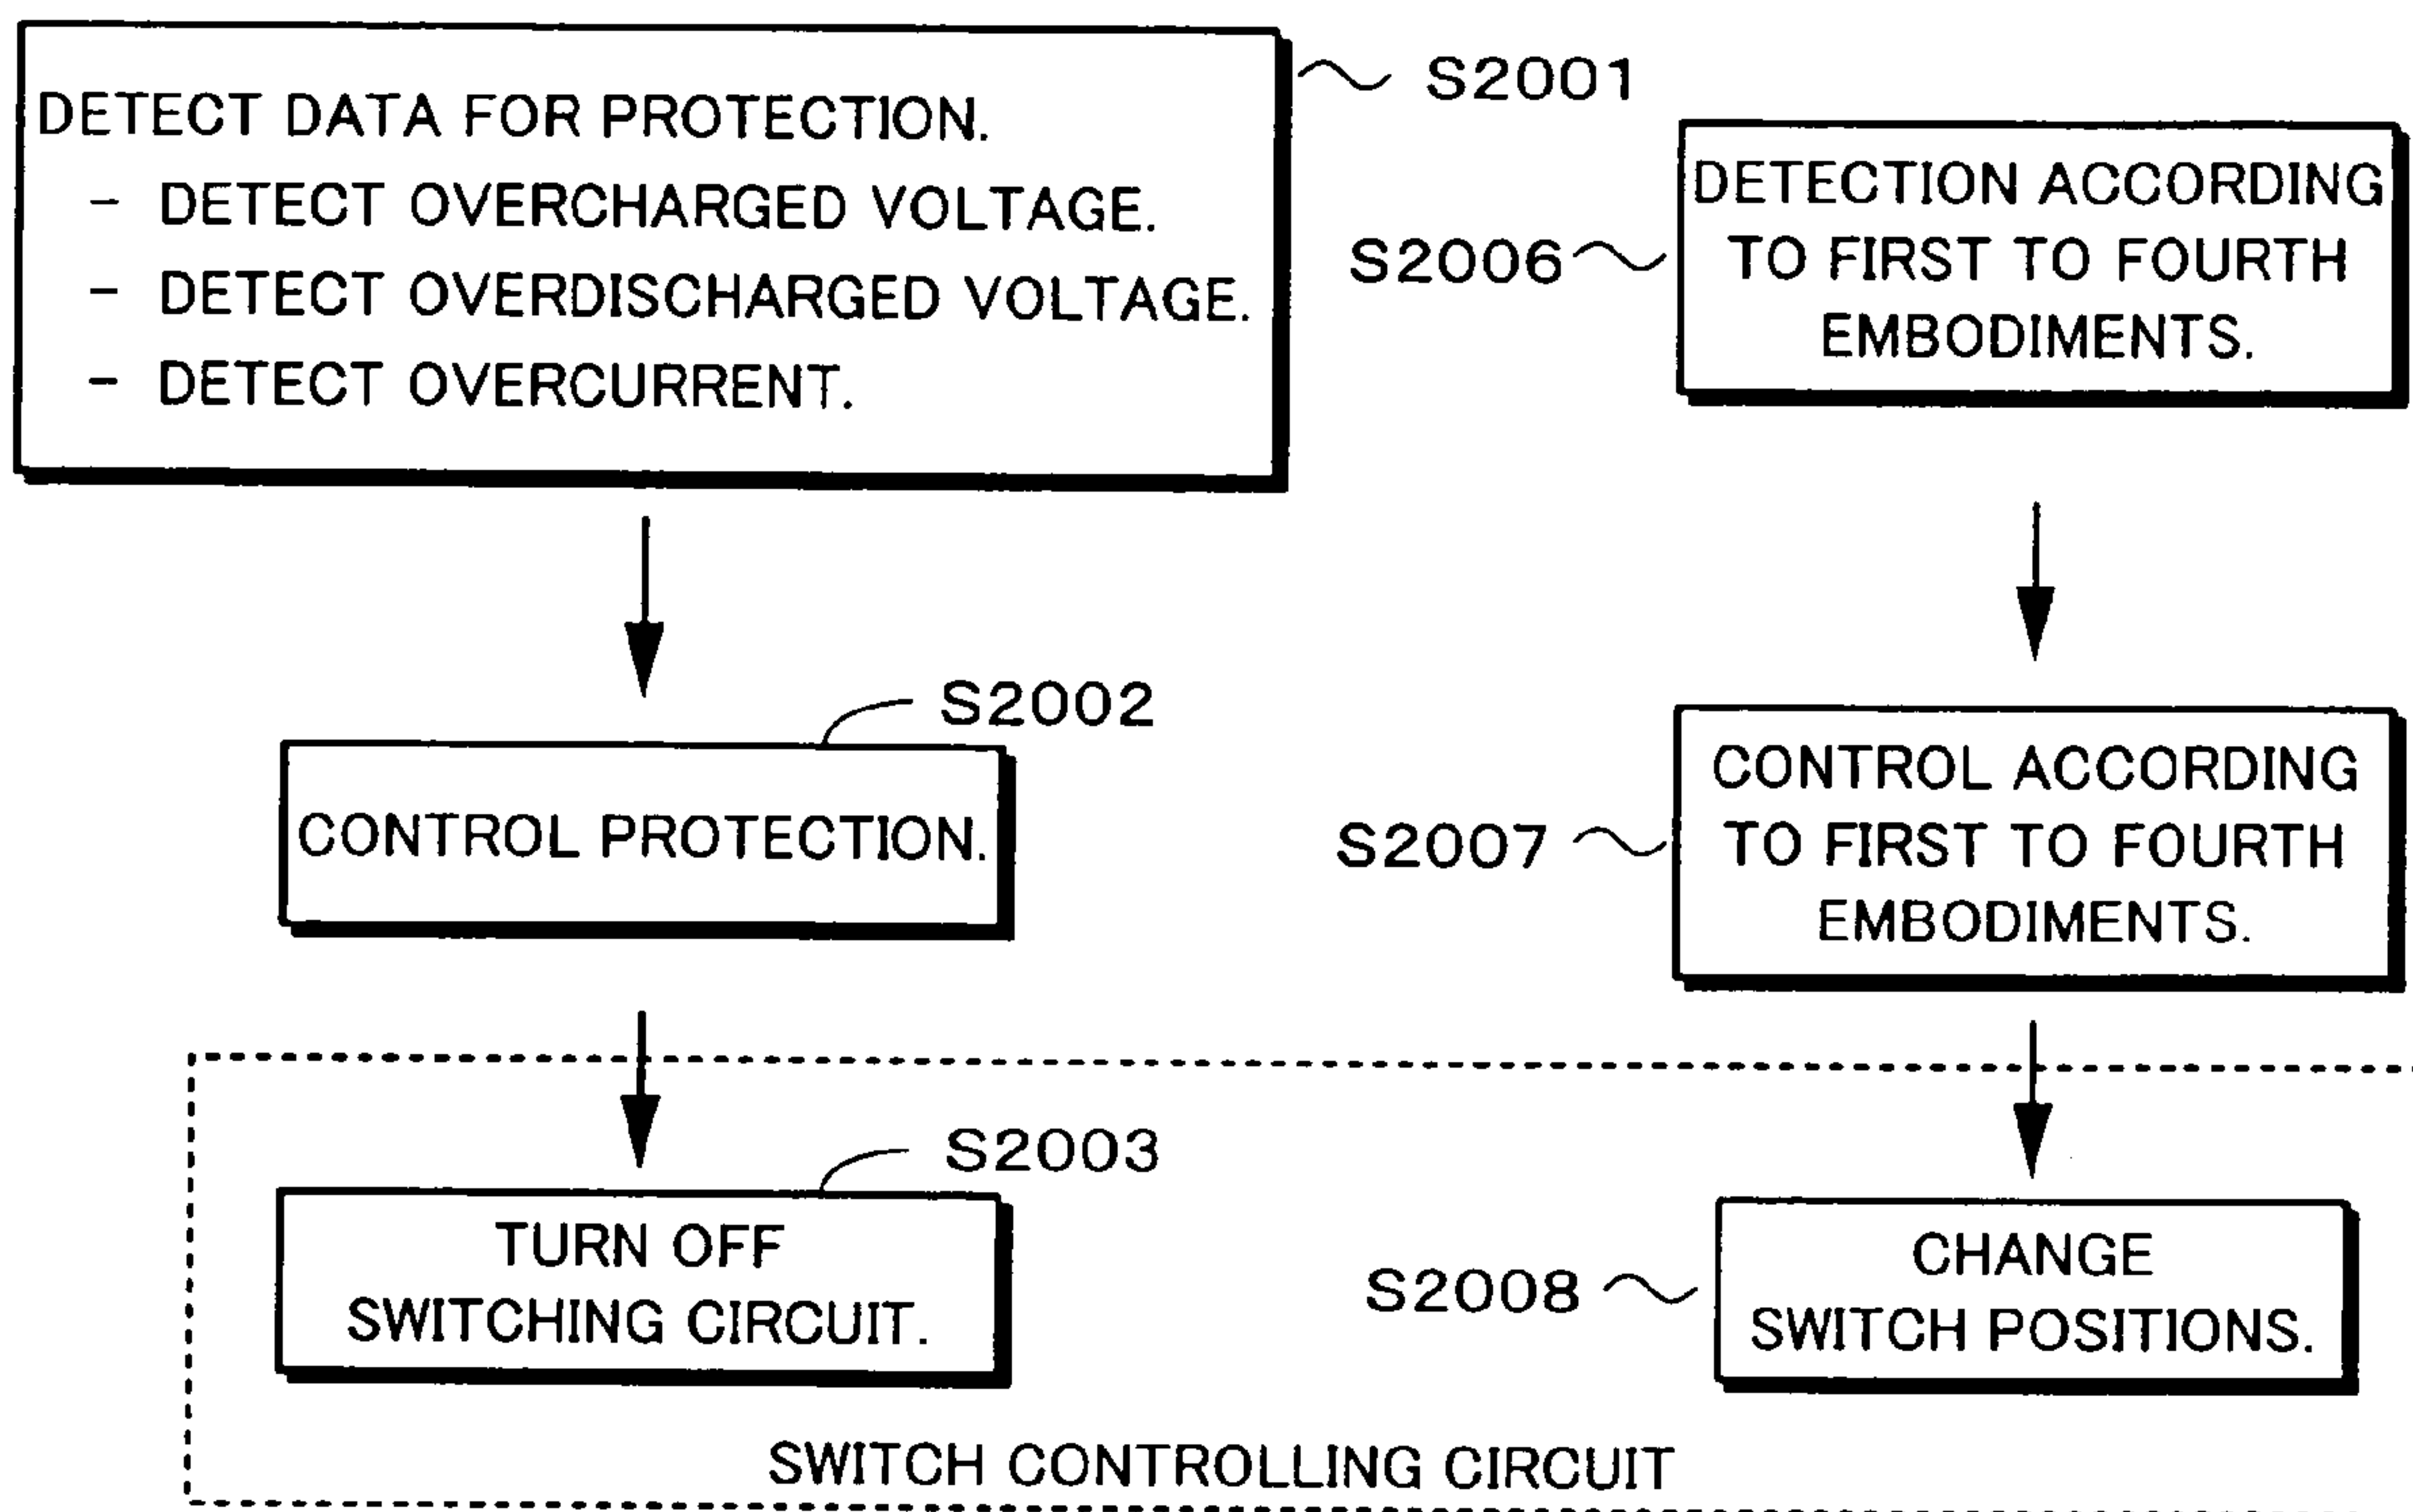 DETECT DATA FOR PROTECTION.
- DETECT OVERCHARGED VOLTAGE.
- DETECT OVERDISCHARGED VOLTAGE.
- DETECT OVERCURRENT.
S2001
S2002
CONTROL PROTECTION.
S2003
TURN OFF
SWITCHING CIRCUIT.
S2006
DETECTION ACCORDING
TO FIRST TO FOURTH
EMBODIMENTS.
S2007
CONTROL ACCORDING
TO FIRST TO FOURTH
EMBODIMENTS.
S2008
CHANGE
SWITCH POSITIONS.
SWITCH CONTROLLING CIRCUIT